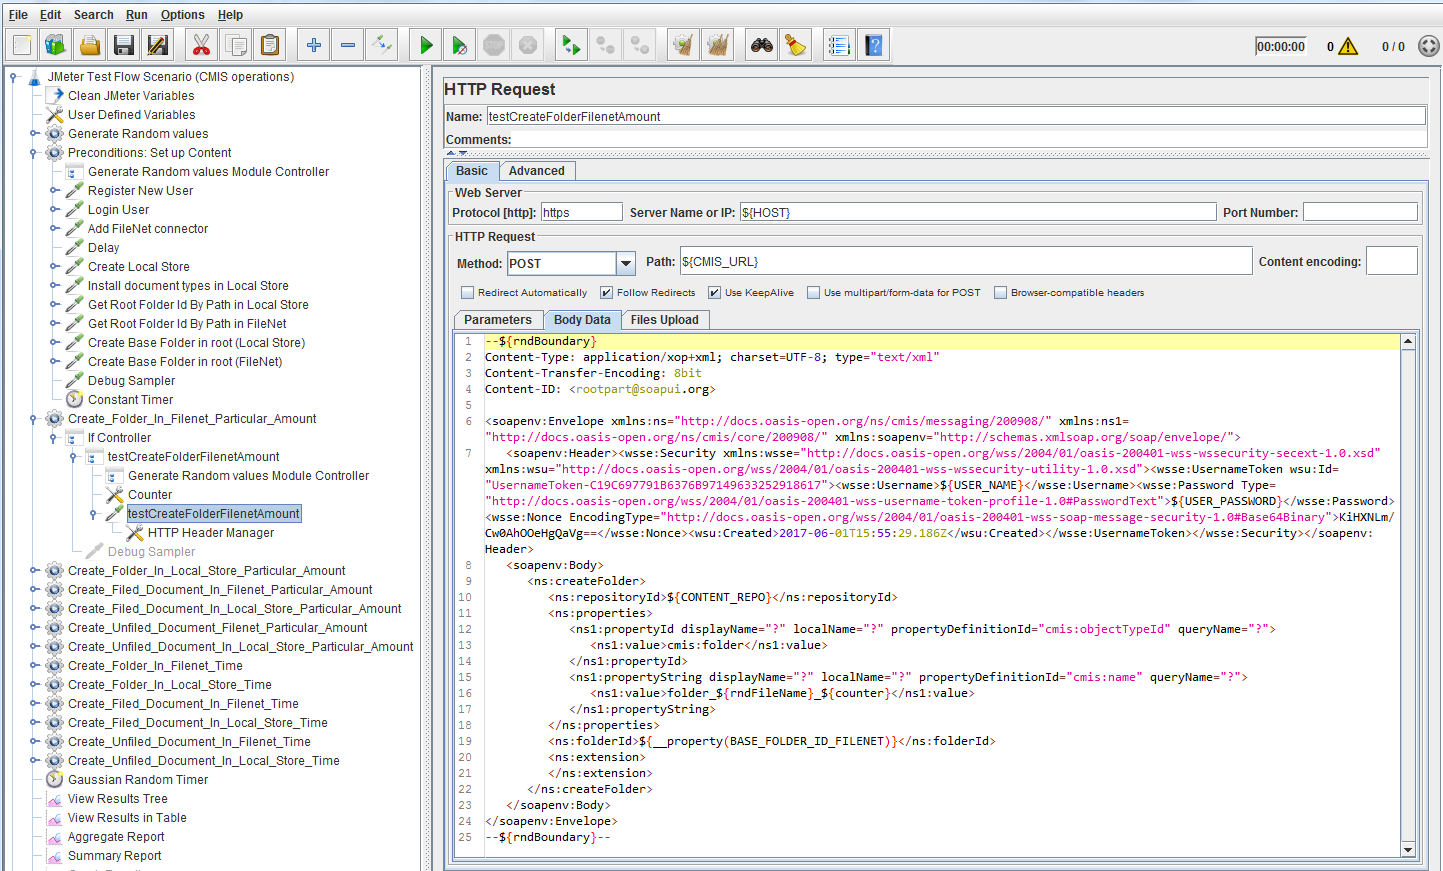 File Edit Search Run Options Help
00:00:00 0 0 / 0
JMeter Test Flow Scenario (CMIS operations)
Clean JMeter Variables
User Defined Variables
Generate Random values
Preconditions: Set up Content
Generate Random values Module Controller
Register New User
Login User
Add FileNet connector
Delay
Create Local Store
Install document types in Local Store
Get Root Folder Id By Path in Local Store
Get Root Folder Id By Path in FileNet
Create Base Folder in root (Local Store)
Create Base Folder in root (FileNet)
Debug Sampler
Constant Timer
Create_Folder_In_Filenet_Particular_Amount
If Controller
testCreateFolderFilenetAmount
Generate Random values Module Controller
Counter
testCreateFolderFilenetAmount
HTTP Header Manager
Debug Sampler
Create_Folder_In_Local_Store_Particular_Amount
Create_Filed_Document_In_Filenet_Particular_Amount
Create_Filed_Document_In_Local_Store_Particular_Amount
Create_Unfiled_Document_Filenet_Particular_Amount
Create_Unfiled_Document_In_Local_Store_Particular_Amount
Create_Folder_In_Filenet_Time
Create_Folder_In_Local_Store_Time
Create_Filed_Document_In_Filenet_Time
Create_Filed_Document_In_Local_Store_Time
Create_Unfiled_Document_In_Filenet_Time
Create_Unfiled_Document_In_Local_Store_Time
Gaussian Random Timer
View Results Tree
View Results in Table
Aggregate Report
Summary Report
HTTP Request
Name: testCreateFolderFilenetAmount
Comments:
Basic Advanced
Web Server
Protocol [http]: https Server Name or IP: ${HOST} Port Number:
HTTP Request
Method: POST Path: ${CMIS_URL} Content encoding:
Redirect Automatically Follow Redirects Use KeepAlive Use multipart/form-data for POST Browser-compatible headers
Parameters Body Data Files Upload
1 --${rndBoundary}
2 Content-Type: application/xop+xml; charset=UTF-8; type="text/xml"
3 Content-Transfer-Encoding: 8bit
4 Content-ID: <rootpart@soapui.org>
5
6 <soapenv:Envelope xmlns:ns="http://docs.oasis-open.org/ns/cmis/messaging/200908/" xmlns:ns1=
"http://docs.oasis-open.org/ns/cmis/core/200908/" xmlns:soapenv="http://schemas.xmlsoap.org/soap/envelope/">
7 <soapenv:Header><wsse:Security xmlns:wsse="http://docs.oasis-open.org/wss/2004/01/oasis-200401-wss-wssecurity-secext-1.0.xsd"
xmlns:wsu="http://docs.oasis-open.org/wss/2004/01/oasis-200401-wss-wssecurity-utility-1.0.xsd"><wsse:UsernameToken wsu:Id=
"UsernameToken-C19C697791B6376B97149633252918617"><wsse:Username>${USER_NAME}</wsse:Username><wsse:Password Type=
"http://docs.oasis-open.org/wss/2004/01/oasis-200401-wss-username-token-profile-1.0#PasswordText">${USER_PASSWORD}</wsse:Password>
<wsse:Nonce EncodingType="http://docs.oasis-open.org/wss/2004/01/oasis-200401-wss-soap-message-security-1.0#Base64Binary">KiHXNLm/
Cw0AhOOeHgQaVg==</wsse:Nonce><wsu:Created>2017-06-01T15:55:29.186Z</wsu:Created></wsse:UsernameToken></wsse:Security></soapenv:
Header>
8 <soapenv:Body>
9 <ns:createFolder>
10 <ns:repositoryId>${CONTENT_REPO}</ns:repositoryId>
11 <ns:properties>
12 <ns1:propertyId displayName="?" localName="?" propertyDefinitionId="cmis:objectTypeId" queryName="?">
13 <ns1:value>cmis:folder</ns1:value>
14 </ns1:propertyId>
15 <ns1:propertyString displayName="?" localName="?" propertyDefinitionId="cmis:name" queryName="?">
16 <ns1:value>folder_${rndFileName}_${counter}</ns1:value>
17 </ns1:propertyString>
18 </ns:properties>
19 <ns:folderId>${__property(BASE_FOLDER_ID_FILENET)}</ns:folderId>
20 <ns:extension>
21 </ns:extension>
22 </ns:createFolder>
23 </soapenv:Body>
24 </soapenv:Envelope>
25 --${rndBoundary}--